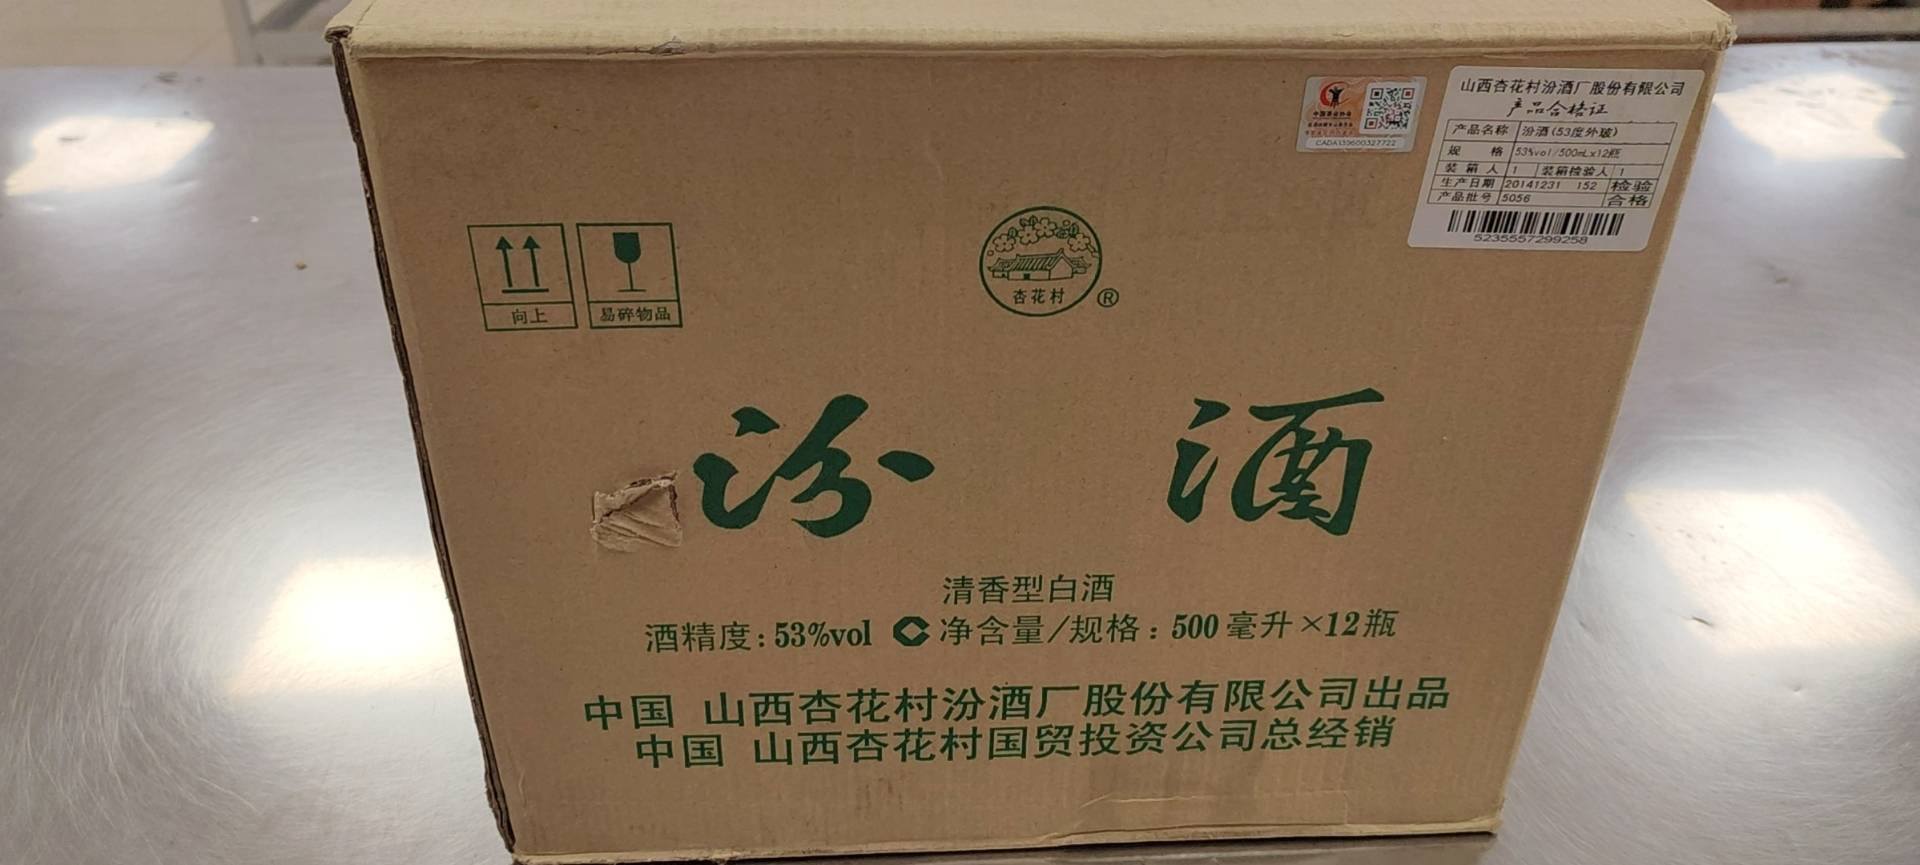 山西杏花村汾酒厂股份有限公司
产品合格证
产品名称 汾酒(53度外玻)
规格 53%vol/500mL×12瓶
装箱人 1 装箱检验人 1
生产日期 20141231 152 检验
产品批号 5056 合格
5235557299258
中国酒业协会
CADA133600327722
向上
易碎物品
杏花村
®
汾酒
清香型白酒
酒精度:53%vol 净含量/规格:500毫升×12瓶
中国 山西杏花村汾酒厂股份有限公司出品
中国 山西杏花村国贸投资公司总经销